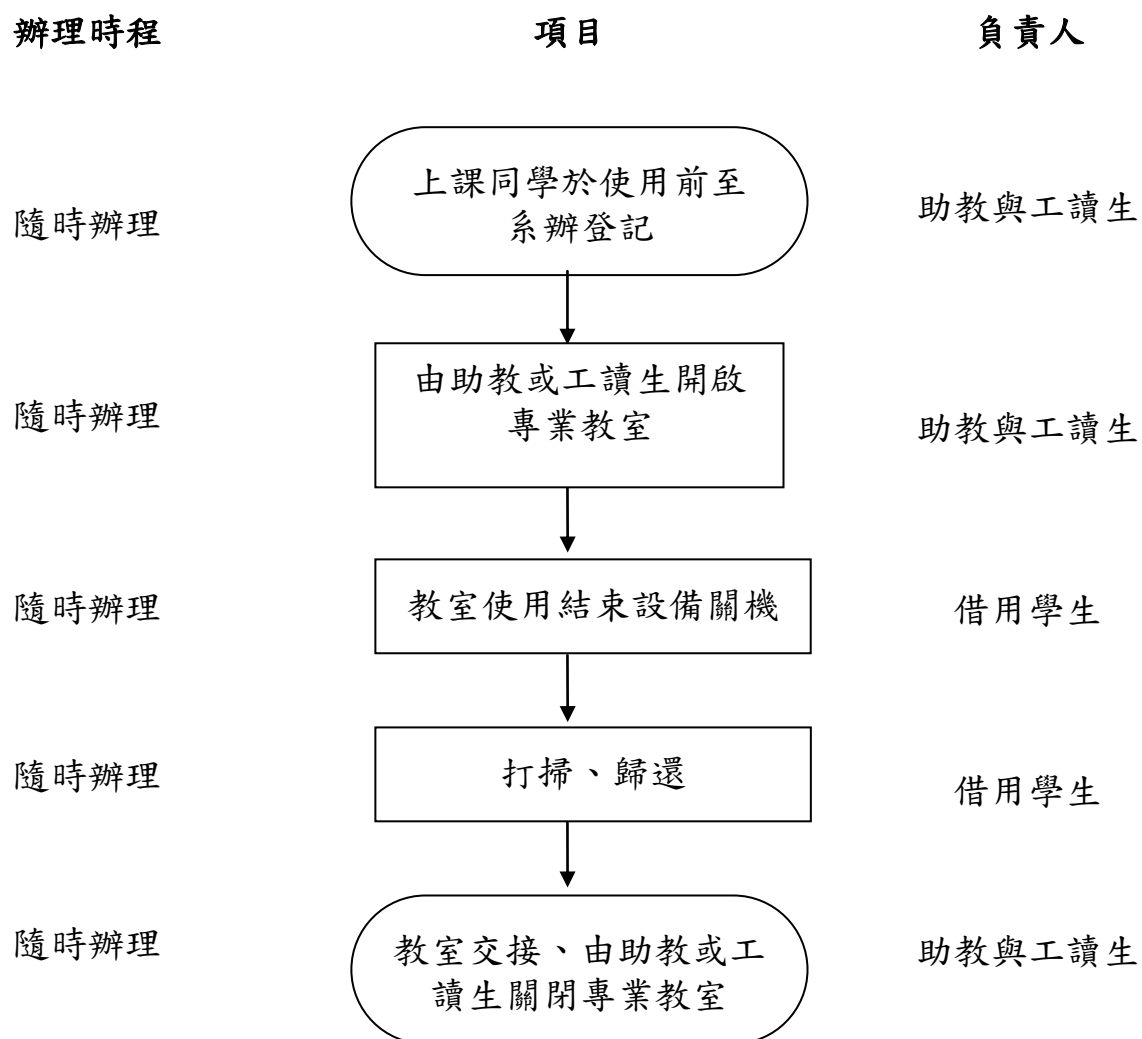 辦理時程 項目 負責人
上課同學於使用前至
系辦登記
隨時辦理
助教與工讀生
由助教或工讀生開啟
專業教室
隨時辦理
助教與工讀生
隨時辦理 教室使用結束設備關機 借用學生
隨時辦理 打掃、歸還 借用學生
教室交接、由助教或工
讀生關閉專業教室
隨時辦理
助教與工讀生